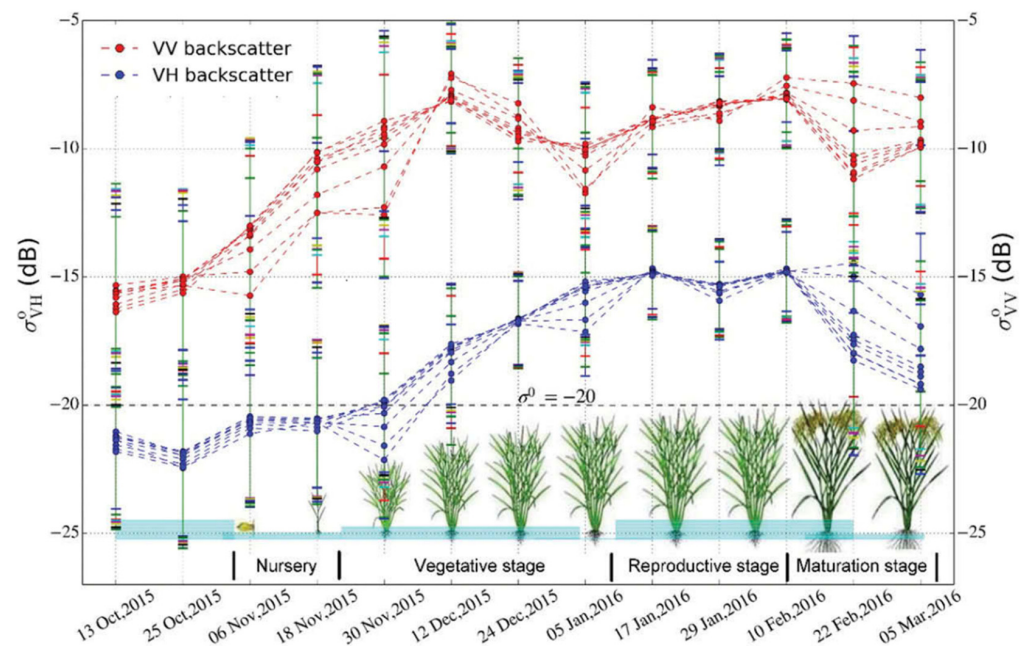 VV backscatter
VH backscatter
σ°VH (dB)
−5
−10
−15
−20
−25
σ⁰ = −20
−5
−10
−15
−20
−25
σ°VV (dB)
Nursery
Vegetative stage
Reproductive stage
Maturation stage
13 Oct,2015
25 Oct,2015
06 Nov,2015
18 Nov,2015
30 Nov,2015
12 Dec,2015
24 Dec,2015
05 Jan,2016
17 Jan,2016
29 Jan,2016
10 Feb,2016
22 Feb,2016
05 Mar,2016